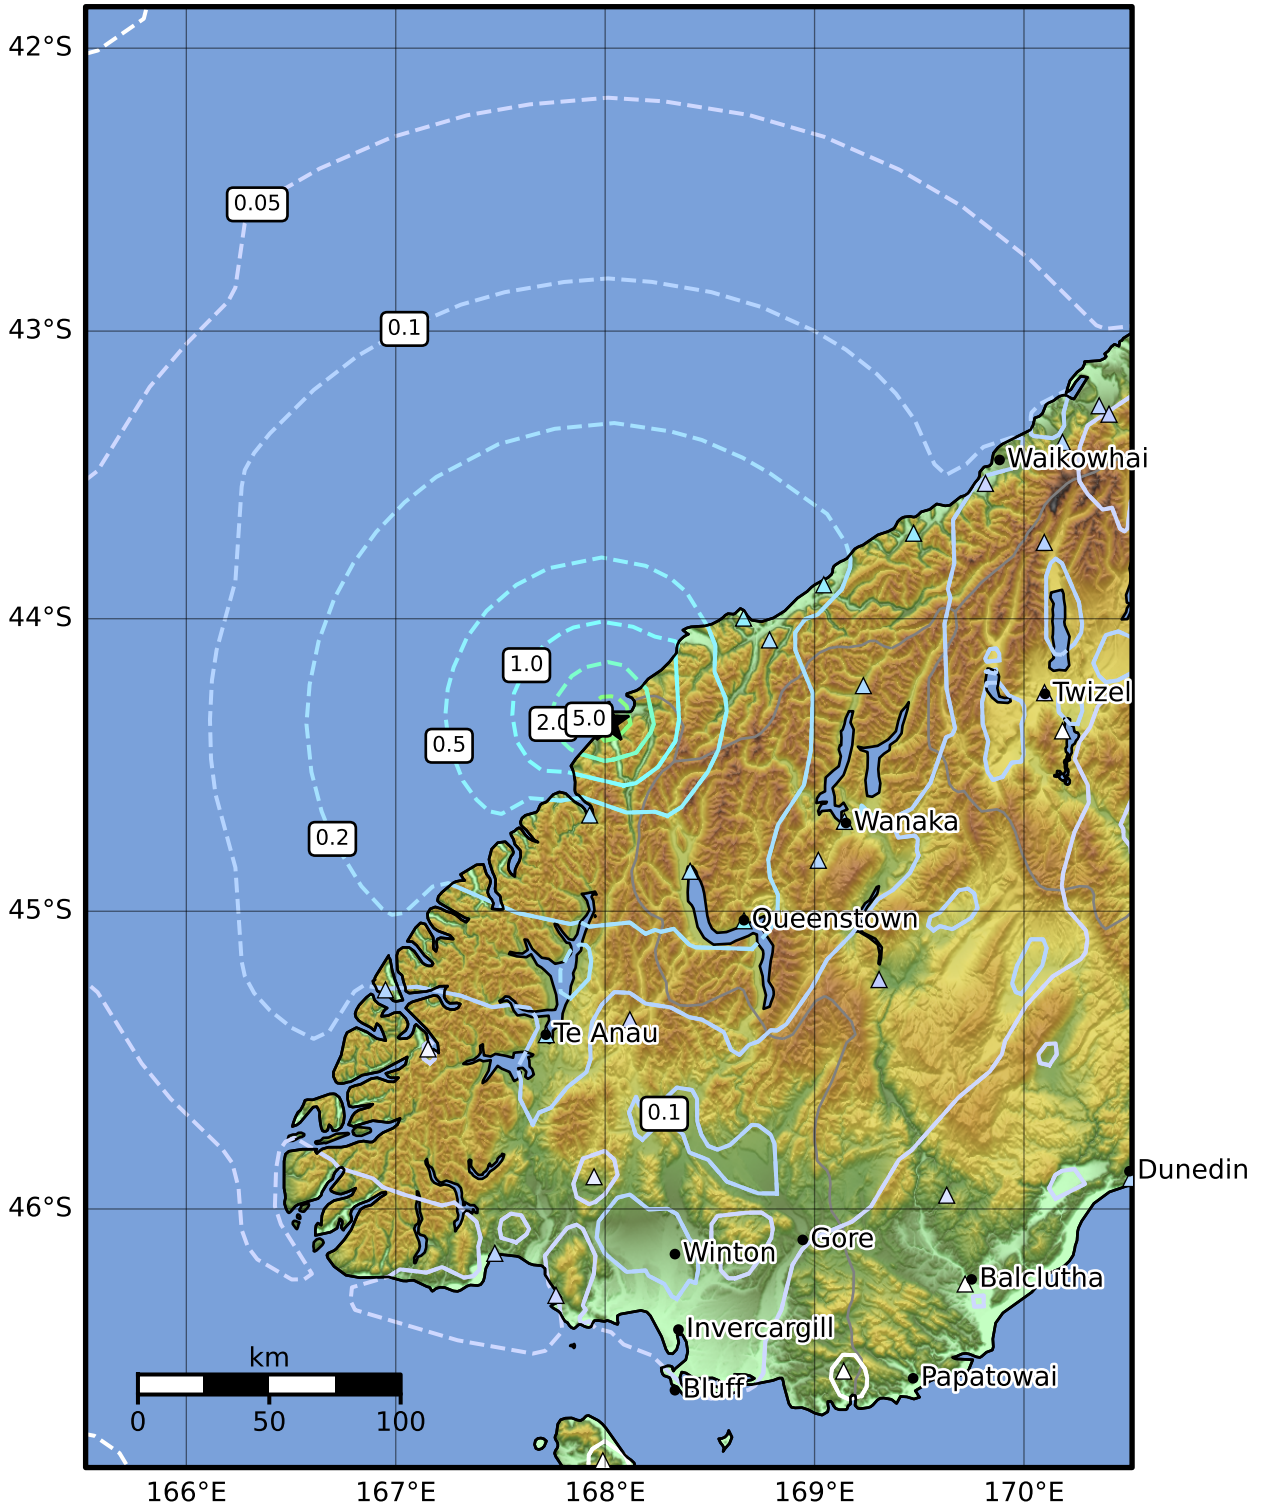 42°S
0.05
0.1
43°S
Waikowhai
44°S
1.0
Twizel
2.0
5.0
0.5
0.2
Wanaka
45°S
Queenstown
Te Anau
0.1
Dunedin
46°S
Gore
Winton
Balclutha
Invercargill
km
Papatowai
Bluff
0 50 100
166°E 167°E 168°E 169°E 170°E